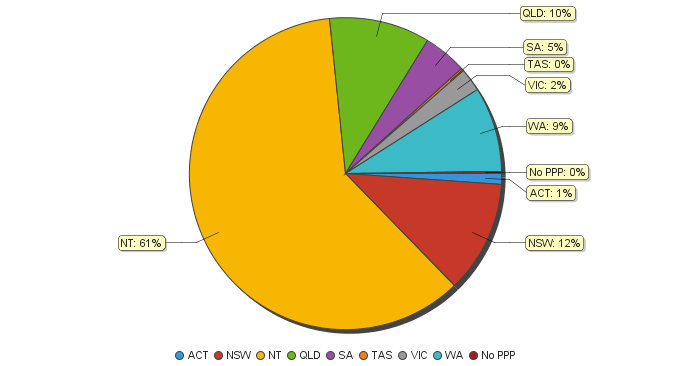 QLD: 10%
SA: 5%
TAS: 0%
VIC: 2%
WA: 9%
No PPP: 0%
ACT: 1%
NT: 61%
NSW: 12%
ACT NSW NT QLD SA TAS VIC WA No PPP